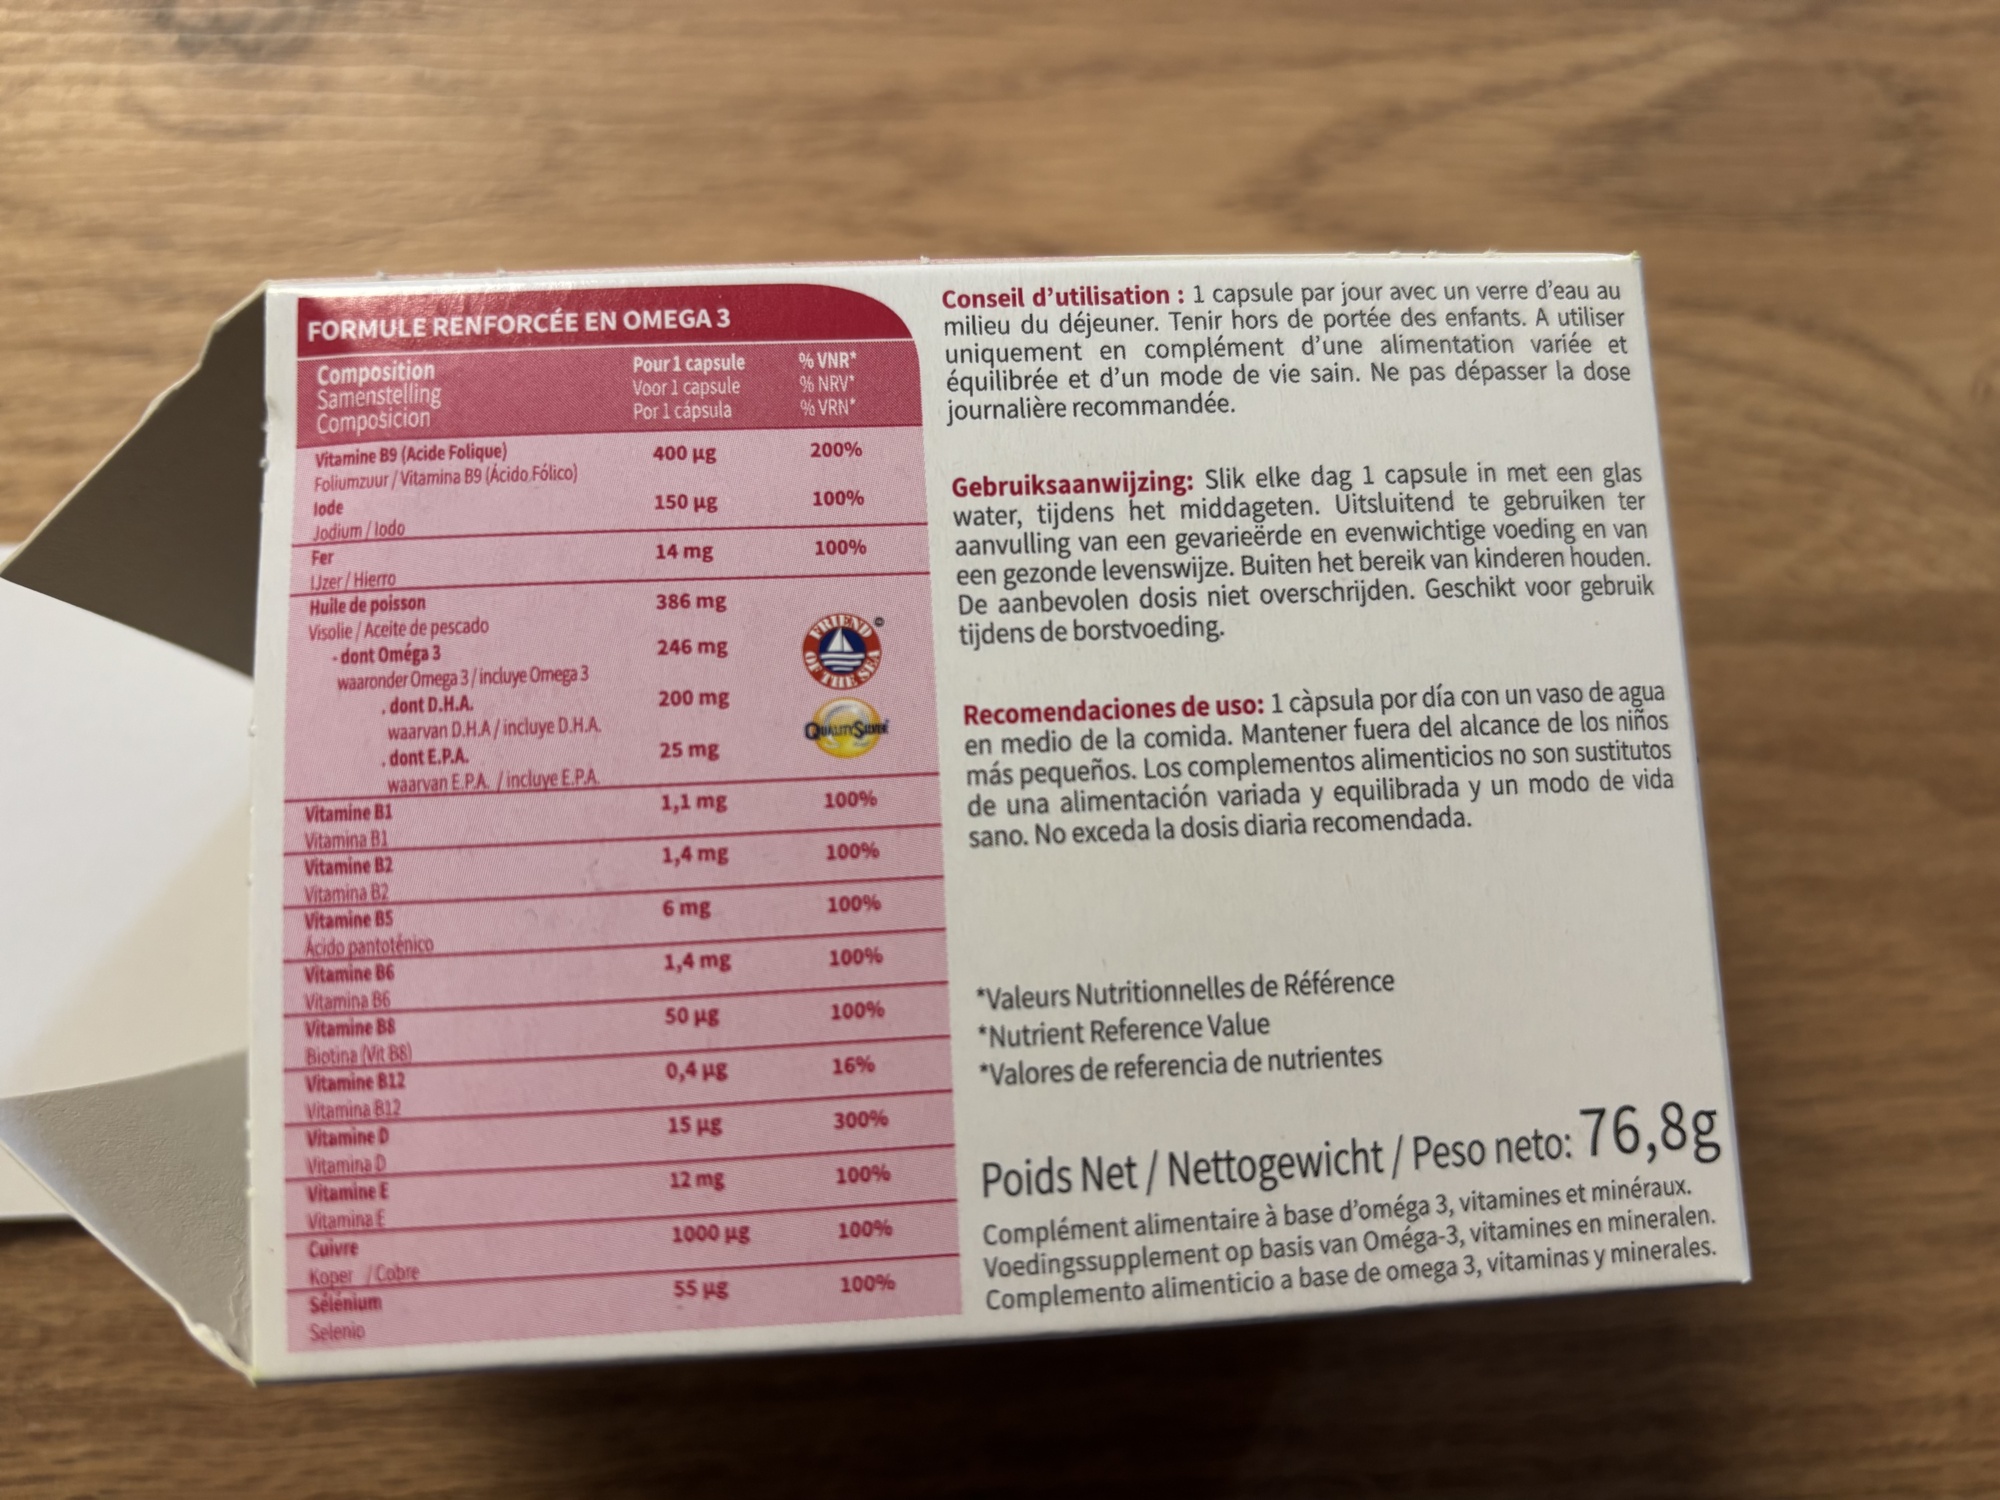 FORMULE RENFORCÉE EN OMEGA 3
Composition Pour 1 capsule % VNR*
Samenstelling Voor 1 capsule % NRV*
Composicion Por 1 cápsula % VRN*
Vitamine B9 (Acide Folique) 400 µg 200%
Foliumzuur / Vitamina B9 (Ácido Fólico)
Iode 150 µg 100%
Jodium / Iodo
Fer 14 mg 100%
IJzer / Hierro
Huile de poisson 386 mg
Visolie / Aceite de pescado
- dont Oméga 3 246 mg
waaronder Omega 3 / incluye Omega 3
. dont D.H.A. 200 mg
waarvan D.H.A / incluye D.H.A.
. dont E.P.A. 25 mg
waarvan E.P.A. / incluye E.P.A.
FRIEND OF THE SEA
QUALITYSILVER
Vitamine B1 1,1 mg 100%
Vitamina B1
Vitamine B2 1,4 mg 100%
Vitamina B2
Vitamine B5 6 mg 100%
Ácido pantoténico
Vitamine B6 1,4 mg 100%
Vitamina B6
Vitamine B8 50 µg 100%
Biotina (Vit B8)
Vitamine B12 0,4 µg 16%
Vitamina B12
Vitamine D 15 µg 300%
Vitamina D
Vitamine E 12 mg 100%
Vitamina E
Cuivre 1000 µg 100%
Koper / Cobre
Sélénium 55 µg 100%
Selenio
Conseil d'utilisation : 1 capsule par jour avec un verre d'eau au
milieu du déjeuner. Tenir hors de portée des enfants. A utiliser
uniquement en complément d'une alimentation variée et
équilibrée et d'un mode de vie sain. Ne pas dépasser la dose
journalière recommandée.
Gebruiksaanwijzing: Slik elke dag 1 capsule in met een glas
water, tijdens het middageten. Uitsluitend te gebruiken ter
aanvulling van een gevarieërde en evenwichtige voeding en van
een gezonde levenswijze. Buiten het bereik van kinderen houden.
De aanbevolen dosis niet overschrijden. Geschikt voor gebruik
tijdens de borstvoeding.
Recomendaciones de uso: 1 càpsula por día con un vaso de agua
en medio de la comida. Mantener fuera del alcance de los niños
más pequeños. Los complementos alimenticios no son sustitutos
de una alimentación variada y equilibrada y un modo de vida
sano. No exceda la dosis diaria recomendada.
*Valeurs Nutritionnelles de Référence
*Nutrient Reference Value
*Valores de referencia de nutrientes
Poids Net / Nettogewicht / Peso neto: 76,8g
Complément alimentaire à base d'oméga 3, vitamines et minéraux.
Voedingssupplement op basis van Oméga-3, vitamines en mineralen.
Complemento alimenticio a base de omega 3, vitaminas y minerales.